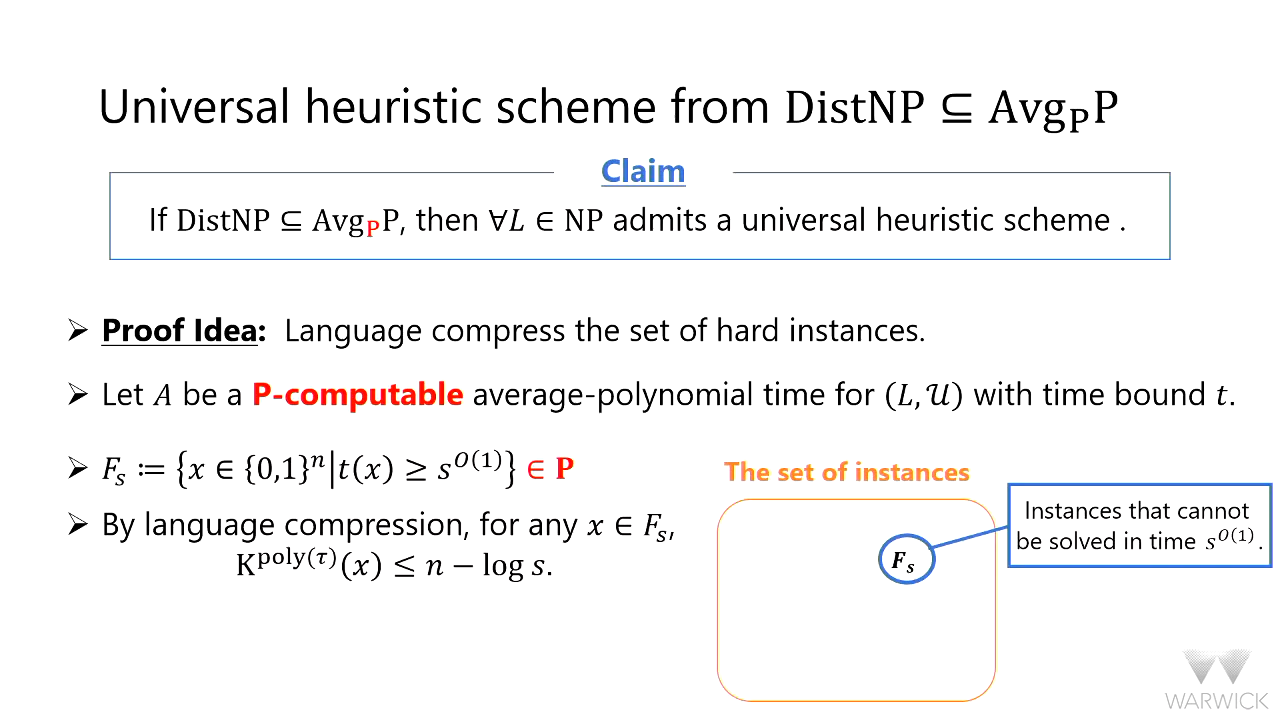 Universal heuristic scheme from DistNP ⊆ Avg_P P
Claim
If DistNP ⊆ Avg_P P, then ∀L ∈ NP admits a universal heuristic scheme .
➢ Proof Idea: Language compress the set of hard instances.
➢ Let A be a P-computable average-polynomial time for (L, 𝒰) with time bound t.
➢ F_s ≔ {x ∈ {0,1}^n | t(x) ≥ s^{O(1)}} ∈ P
➢ By language compression, for any x ∈ F_s,
K^{poly(τ)}(x) ≤ n − log s.
The set of instances
F_s
Instances that cannot
be solved in time s^{O(1)}.
WARWICK